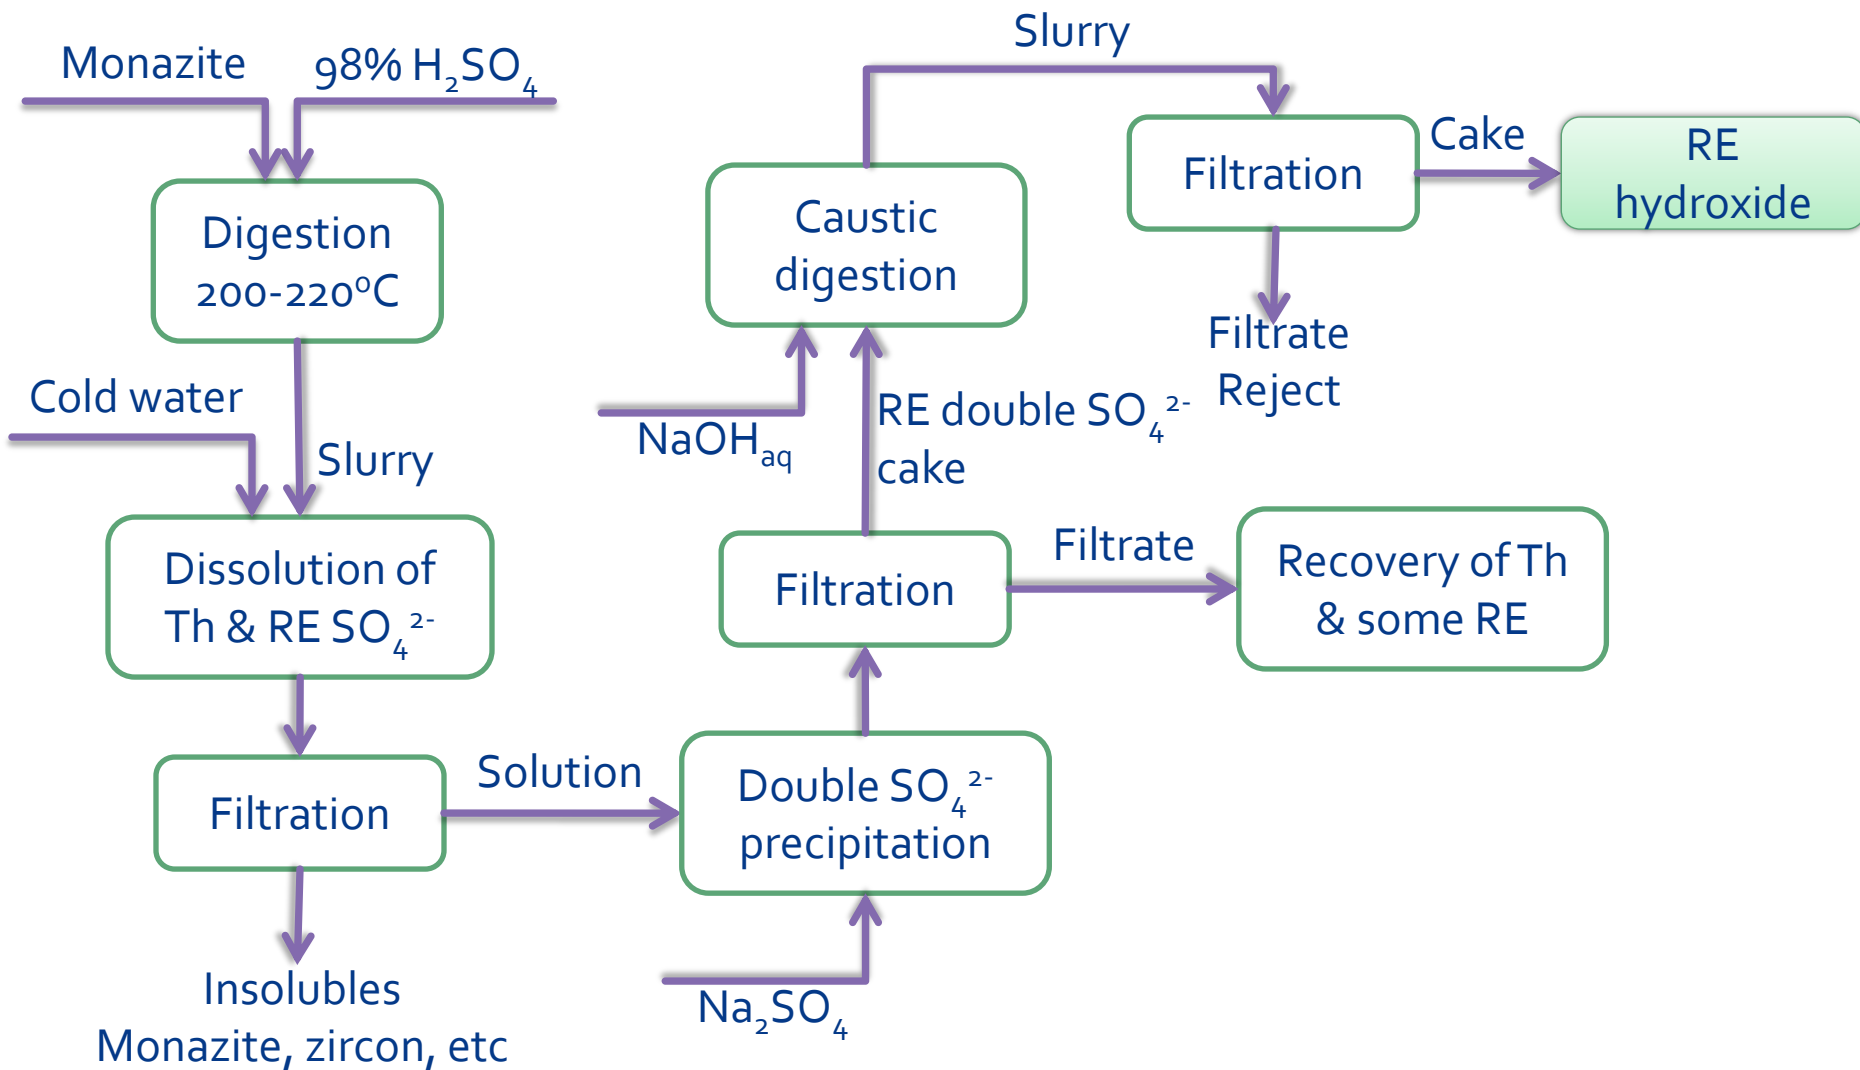 Monazite
98% H₂SO₄
Digestion
200-220⁰C
Cold water
Slurry
Dissolution of
Th & RE SO₄²⁻
Filtration
Insolubles
Monazite, zircon, etc
Solution
Double SO₄²⁻
precipitation
Na₂SO₄
Filtration
Filtrate
Recovery of Th
& some RE
RE double SO₄²⁻
cake
NaOHaq
Caustic
digestion
Slurry
Filtration
Filtrate
Reject
Cake
RE
hydroxide